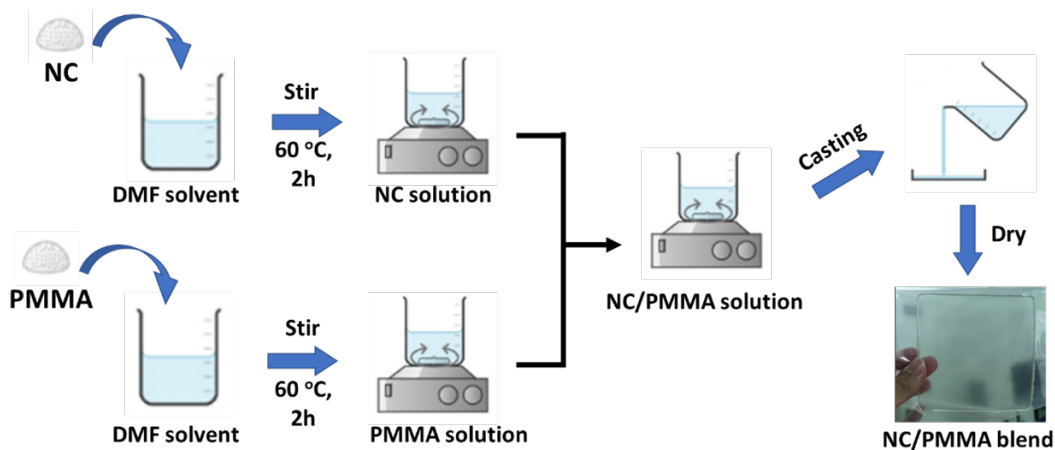 NC
DMF solvent
Stir
60 °C,
2h
NC solution
PMMA
DMF solvent
Stir
60 °C,
2h
PMMA solution
NC/PMMA solution
Casting
Dry
NC/PMMA blend